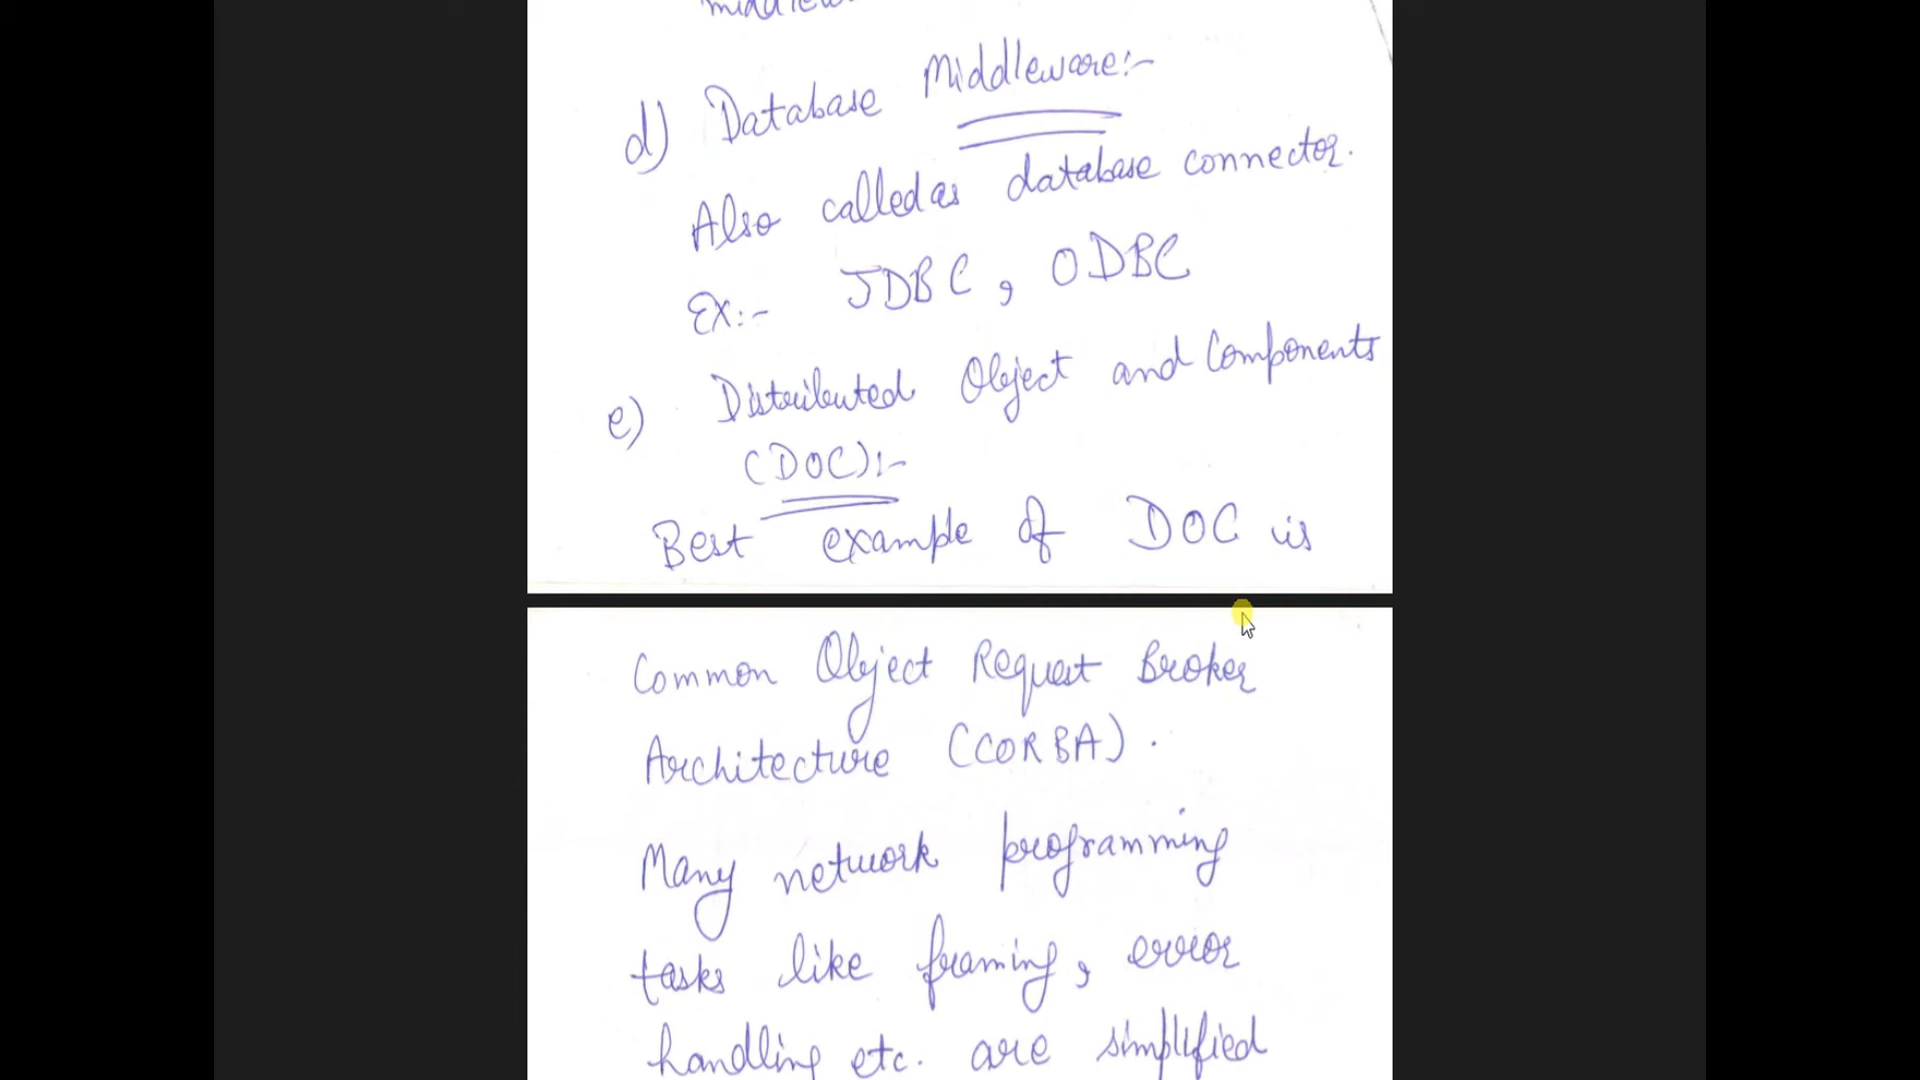 d) Database Middleware:-
Also called as database connector.
Ex:- JDBC, ODBC
e) Distributed Object and Components
(DOC):-
Best example of DOC is
Common Object Request Broker
Architecture (CORBA).
Many network programming
tasks like framing, error
handling etc. are simplified